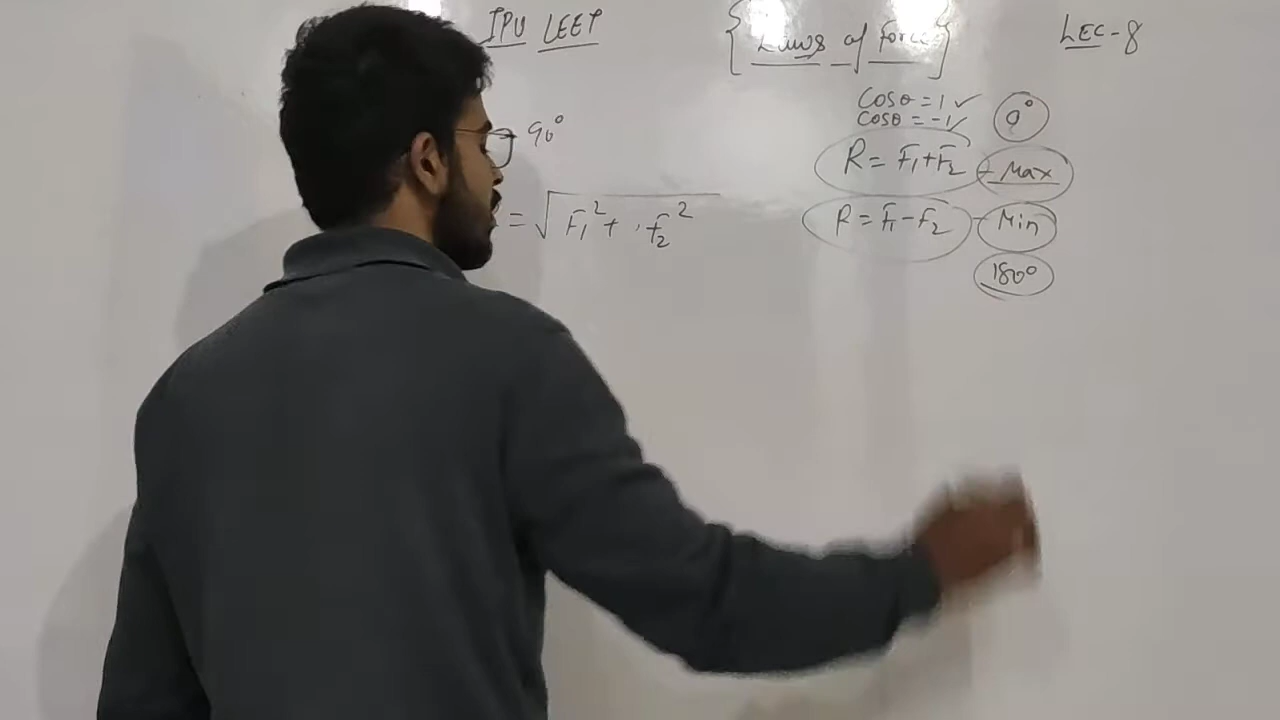 IPU LEET
{Laws of force}
LEC-8
90°
= √F₁² + F₂²
Cosθ = 1 ✓
Cosθ = -1 ✓
0°
R = F₁+F₂ - Max
R = F₁-F₂ - Min
180°